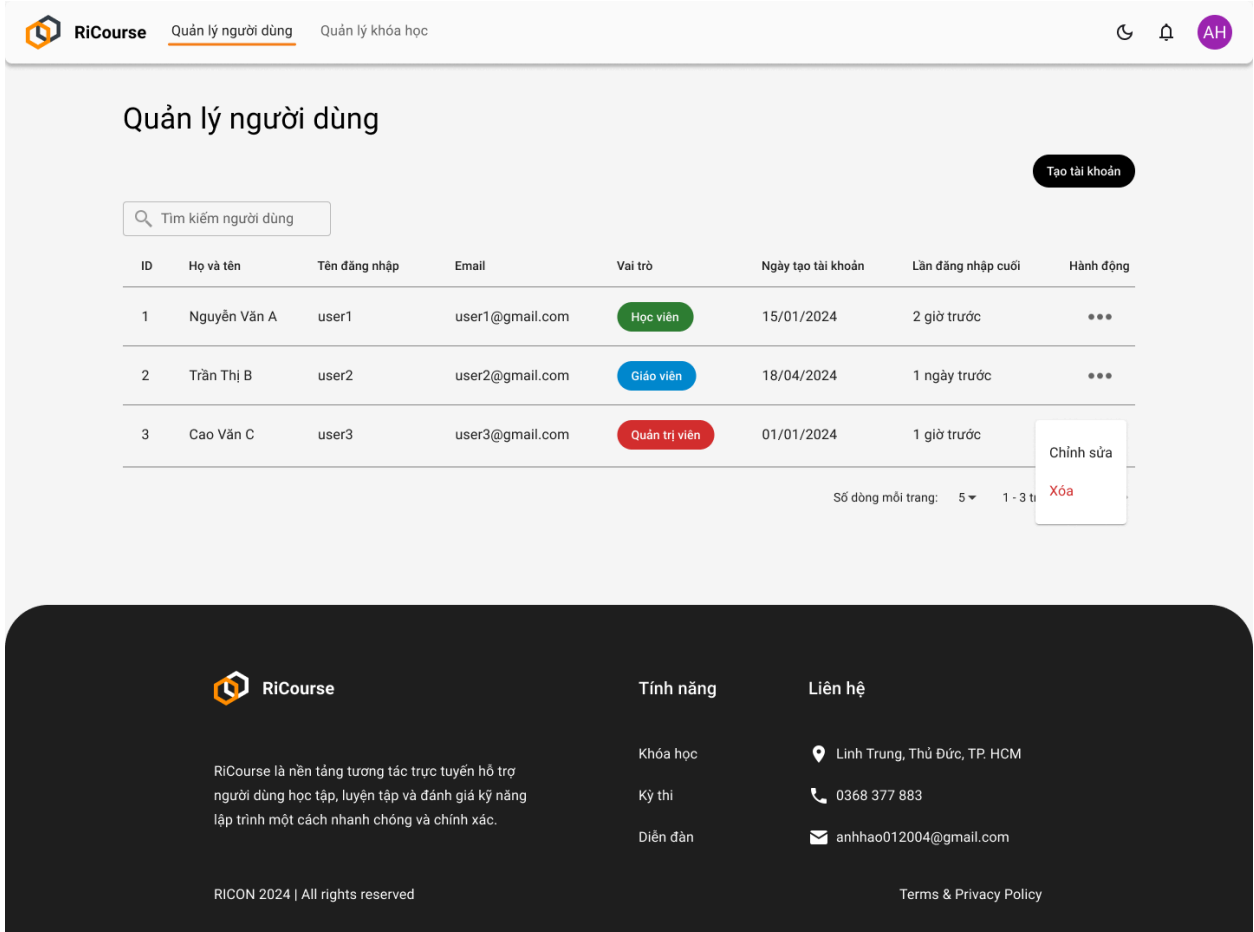 RiCourse Quản lý người dùng Quản lý khóa học AH
Quản lý người dùng
Tạo tài khoản
Tìm kiếm người dùng
ID Họ và tên Tên đăng nhập Email Vai trò Ngày tạo tài khoản Lần đăng nhập cuối Hành động
1 Nguyễn Văn A user1 user1@gmail.com Học viên 15/01/2024 2 giờ trước
2 Trần Thị B user2 user2@gmail.com Giáo viên 18/04/2024 1 ngày trước
3 Cao Văn C user3 user3@gmail.com Quản trị viên 01/01/2024 1 giờ trước
Chỉnh sửa
Xóa
Số dòng mỗi trang: 5 1 - 3
RiCourse Tính năng Liên hệ
RiCourse là nền tảng tương tác trực tuyến hỗ trợ
người dùng học tập, luyện tập và đánh giá kỹ năng
lập trình một cách nhanh chóng và chính xác.
Khóa học
Kỳ thi
Diễn đàn
Linh Trung, Thủ Đức, TP. HCM
0368 377 883
anhhao012004@gmail.com
RICON 2024 | All rights reserved Terms & Privacy Policy